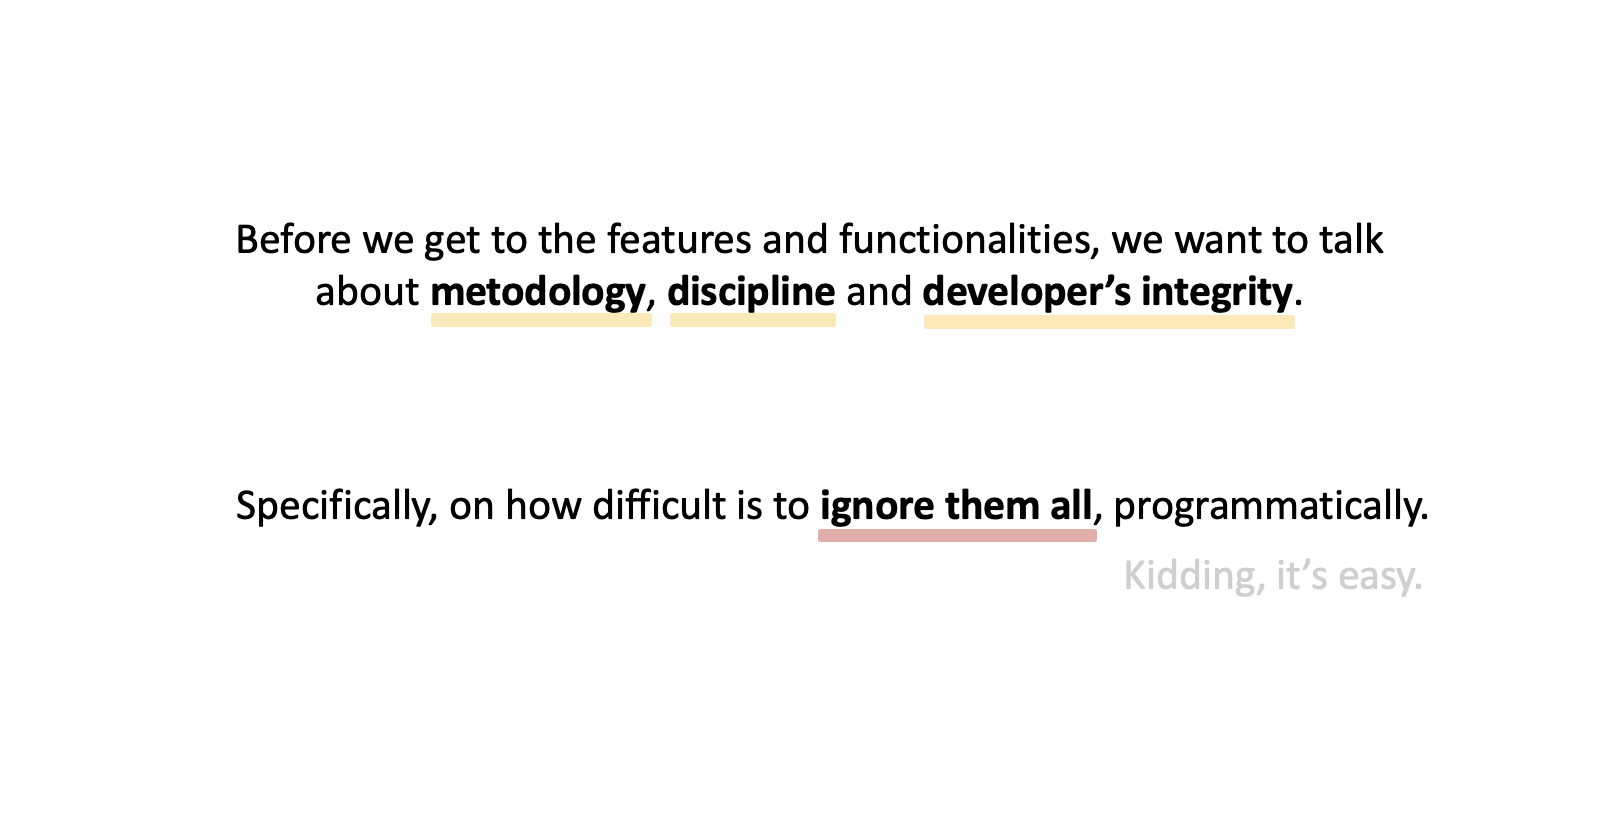 Before we get to the features and functionalities, we want to talk
about metodology, discipline and developer’s integrity.
Specifically, on how difficult is to ignore them all, programmatically.
Kidding, it’s easy.